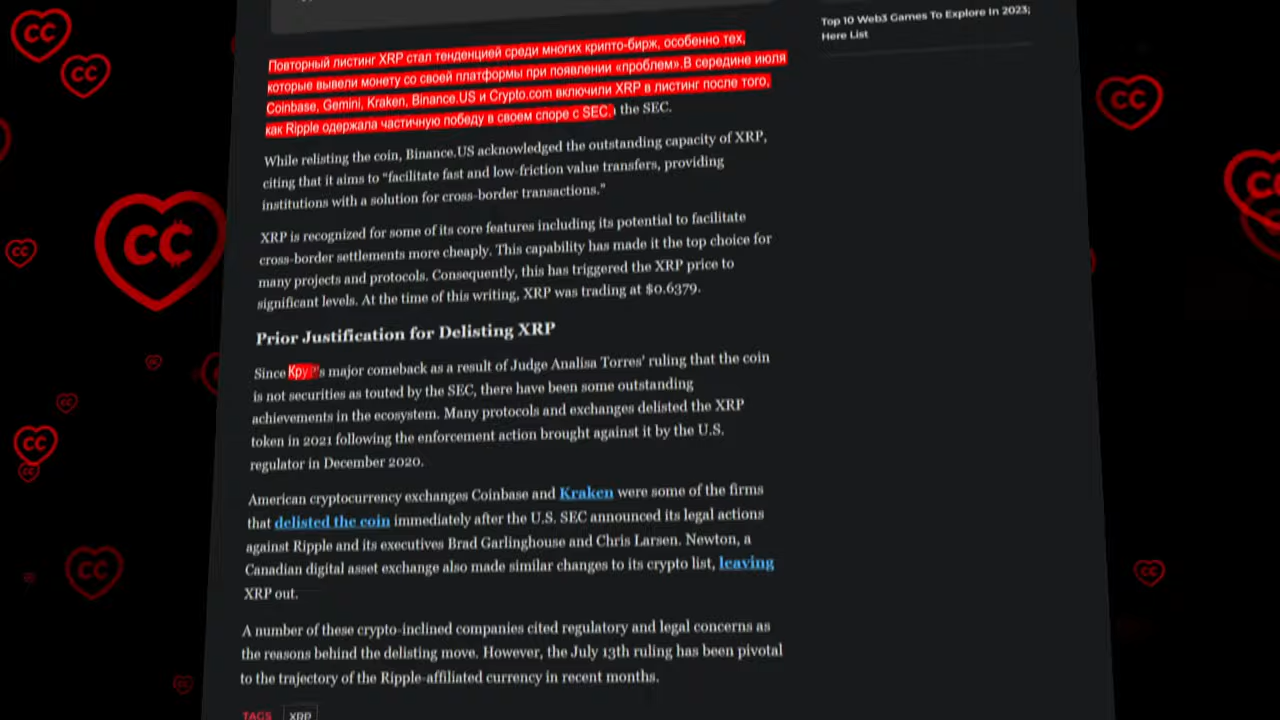 Top 10 Web3 Games To Explore In 2023;
Here List
Повторный листинг XRP стал тенденцией среди многих крипто-бирж, особенно тех,
которые вывели монету со своей платформы при появлении «проблем».В середине июля
Coinbase, Gemini, Kraken, Binance.US и Crypto.com включили XRP в листинг после того,
как Ripple одержала частичную победу в своем споре с SEC. the SEC.
While relisting the coin, Binance.US acknowledged the outstanding capacity of XRP,
citing that it aims to “facilitate fast and low-friction value transfers, providing
institutions with a solution for cross-border transactions.”
XRP is recognized for some of its core features including its potential to facilitate
cross-border settlements more cheaply. This capability has made it the top choice for
many projects and protocols. Consequently, this has triggered the XRP price to
significant levels. At the time of this writing, XRP was trading at $0.6379.
Prior Justification for Delisting XRP
Since Кру's major comeback as a result of Judge Analisa Torres’ ruling that the coin
is not securities as touted by the SEC, there have been some outstanding
achievements in the ecosystem. Many protocols and exchanges delisted the XRP
token in 2021 following the enforcement action brought against it by the U.S.
regulator in December 2020.
American cryptocurrency exchanges Coinbase and Kraken were some of the firms
that delisted the coin immediately after the U.S. SEC announced its legal actions
against Ripple and its executives Brad Garlinghouse and Chris Larsen. Newton, a
Canadian digital asset exchange also made similar changes to its crypto list, leaving
XRP out.
A number of these crypto-inclined companies cited regulatory and legal concerns as
the reasons behind the delisting move. However, the July 13th ruling has been pivotal
to the trajectory of the Ripple-affiliated currency in recent months.
TAGS XRP